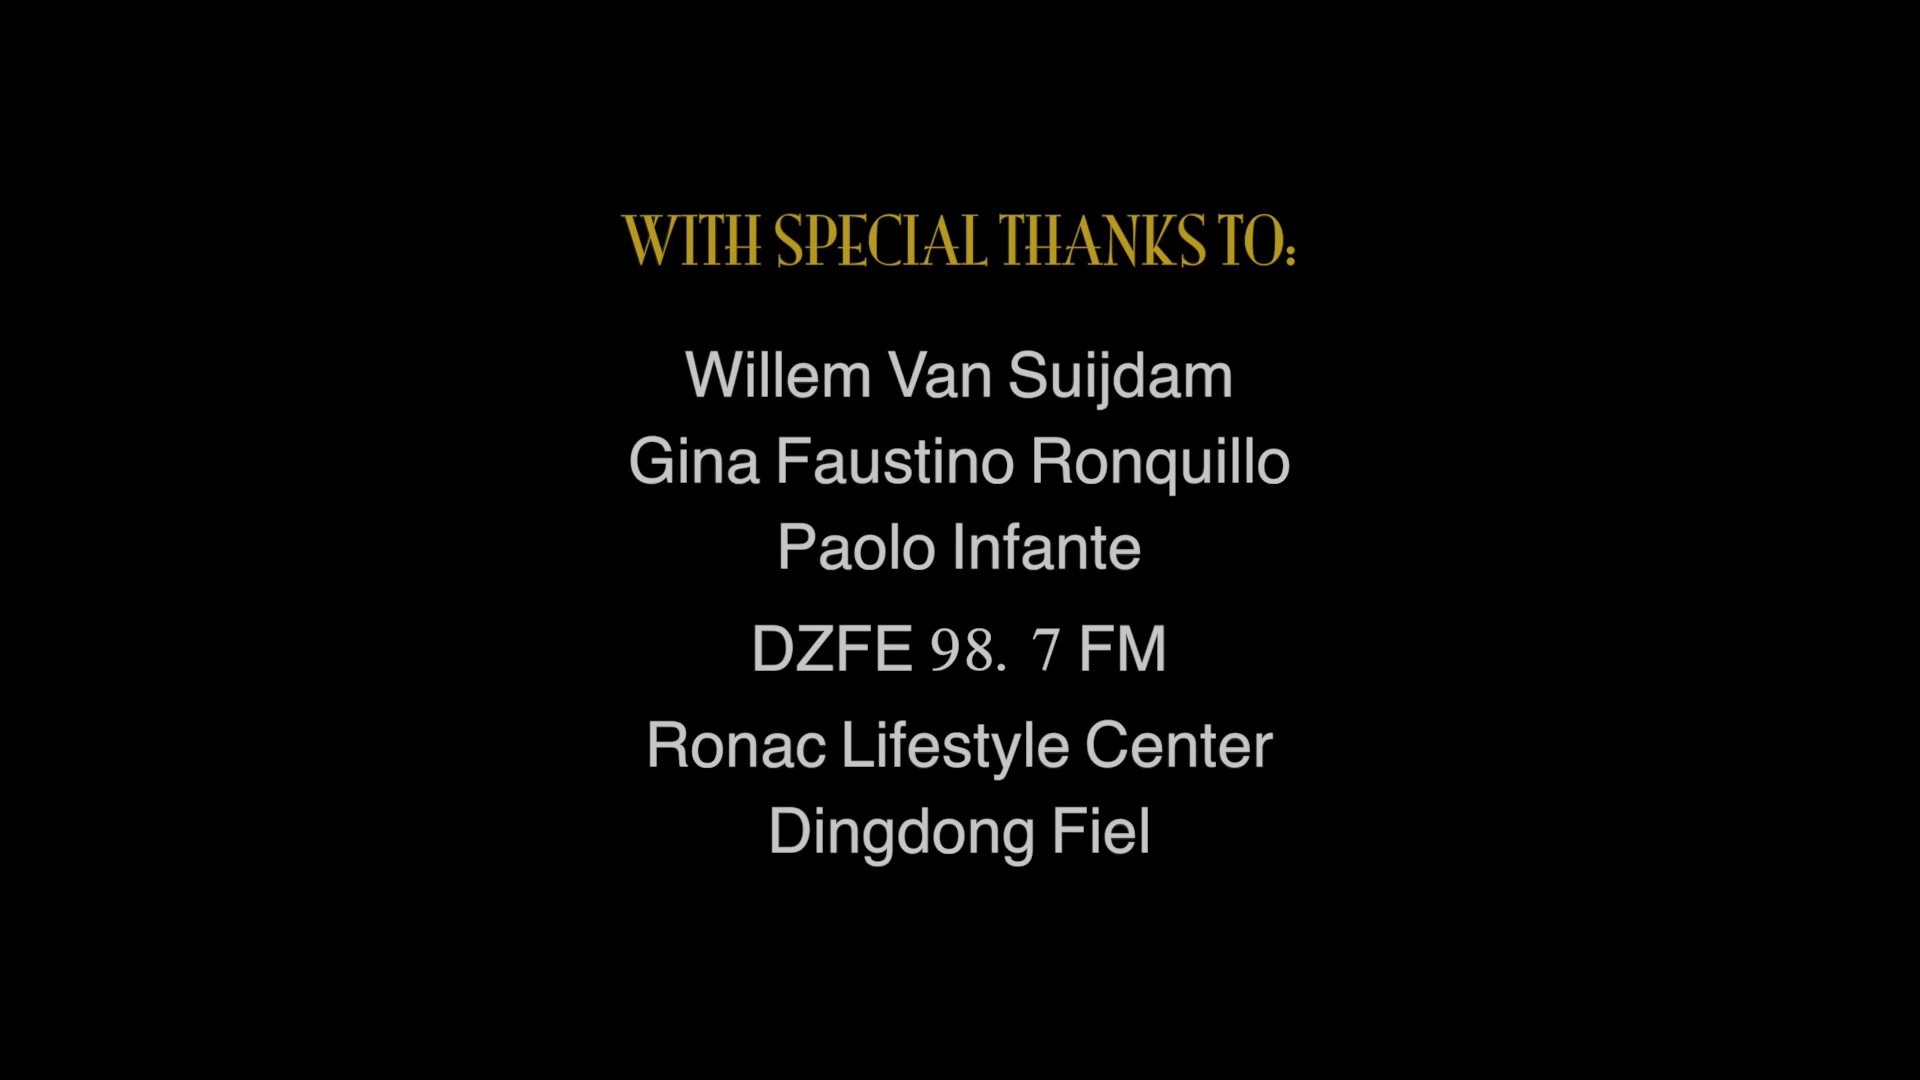 WITH SPECIAL THANKS TO:
Willem Van Suijdam
Gina Faustino Ronquillo
Paolo Infante
DZFE 98. 7 FM
Ronac Lifestyle Center
Dingdong Fiel